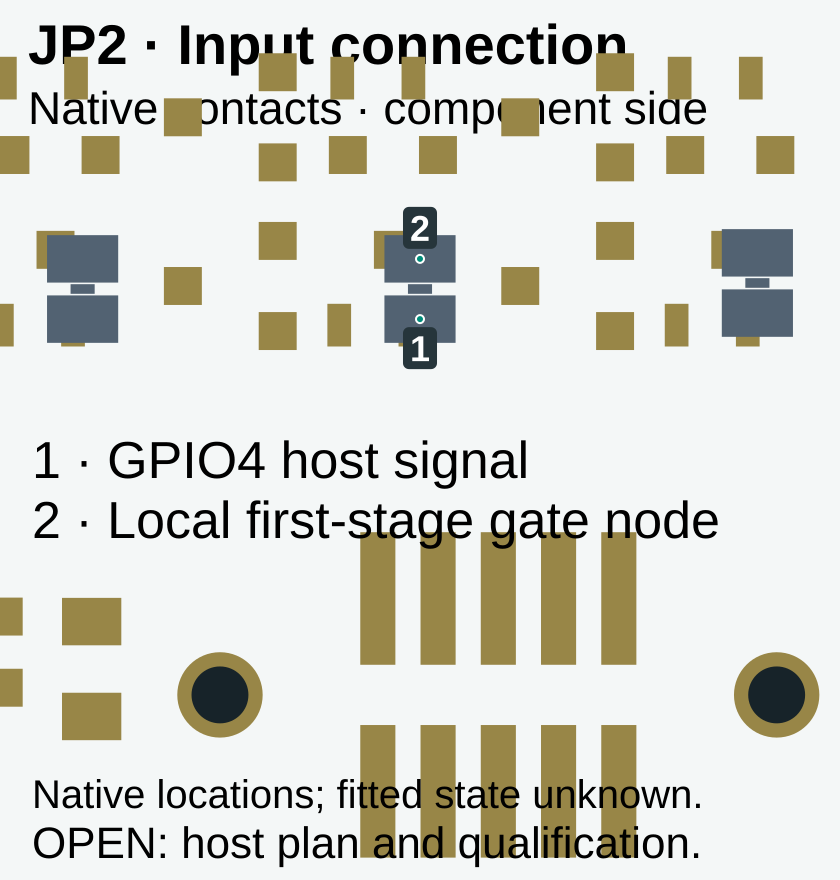 JP2 · Input connection
Native contacts · component side
2
1
1 · GPIO4 host signal
2 · Local first-stage gate node
Native locations; fitted state unknown.
OPEN: host plan and qualification.